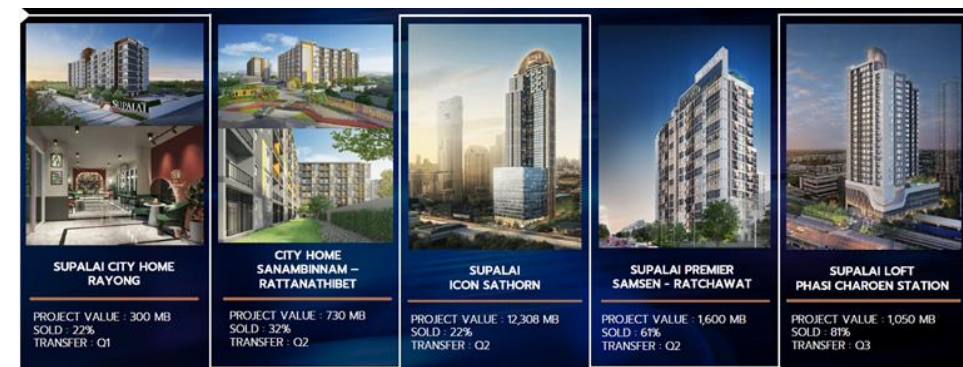 SUPALAI
SUPALAI CITY HOME
RAYONG
PROJECT VALUE : 300 MB
SOLD : 22%
TRANSFER : Q1
CITY HOME
SANAMBINNAM –
RATTANATHIBET
PROJECT VALUE : 730 MB
SOLD : 32%
TRANSFER : Q2
SUPALAI
ICON SATHORN
PROJECT VALUE : 12,308 MB
SOLD : 22%
TRANSFER : Q2
SUPALAI PREMIER
SAMSEN - RATCHAWAT
PROJECT VALUE : 1,600 MB
SOLD : 61%
TRANSFER : Q2
SUPALAI LOFT
PHASI CHAROEN STATION
PROJECT VALUE : 1,050 MB
SOLD : 81%
TRANSFER : Q3